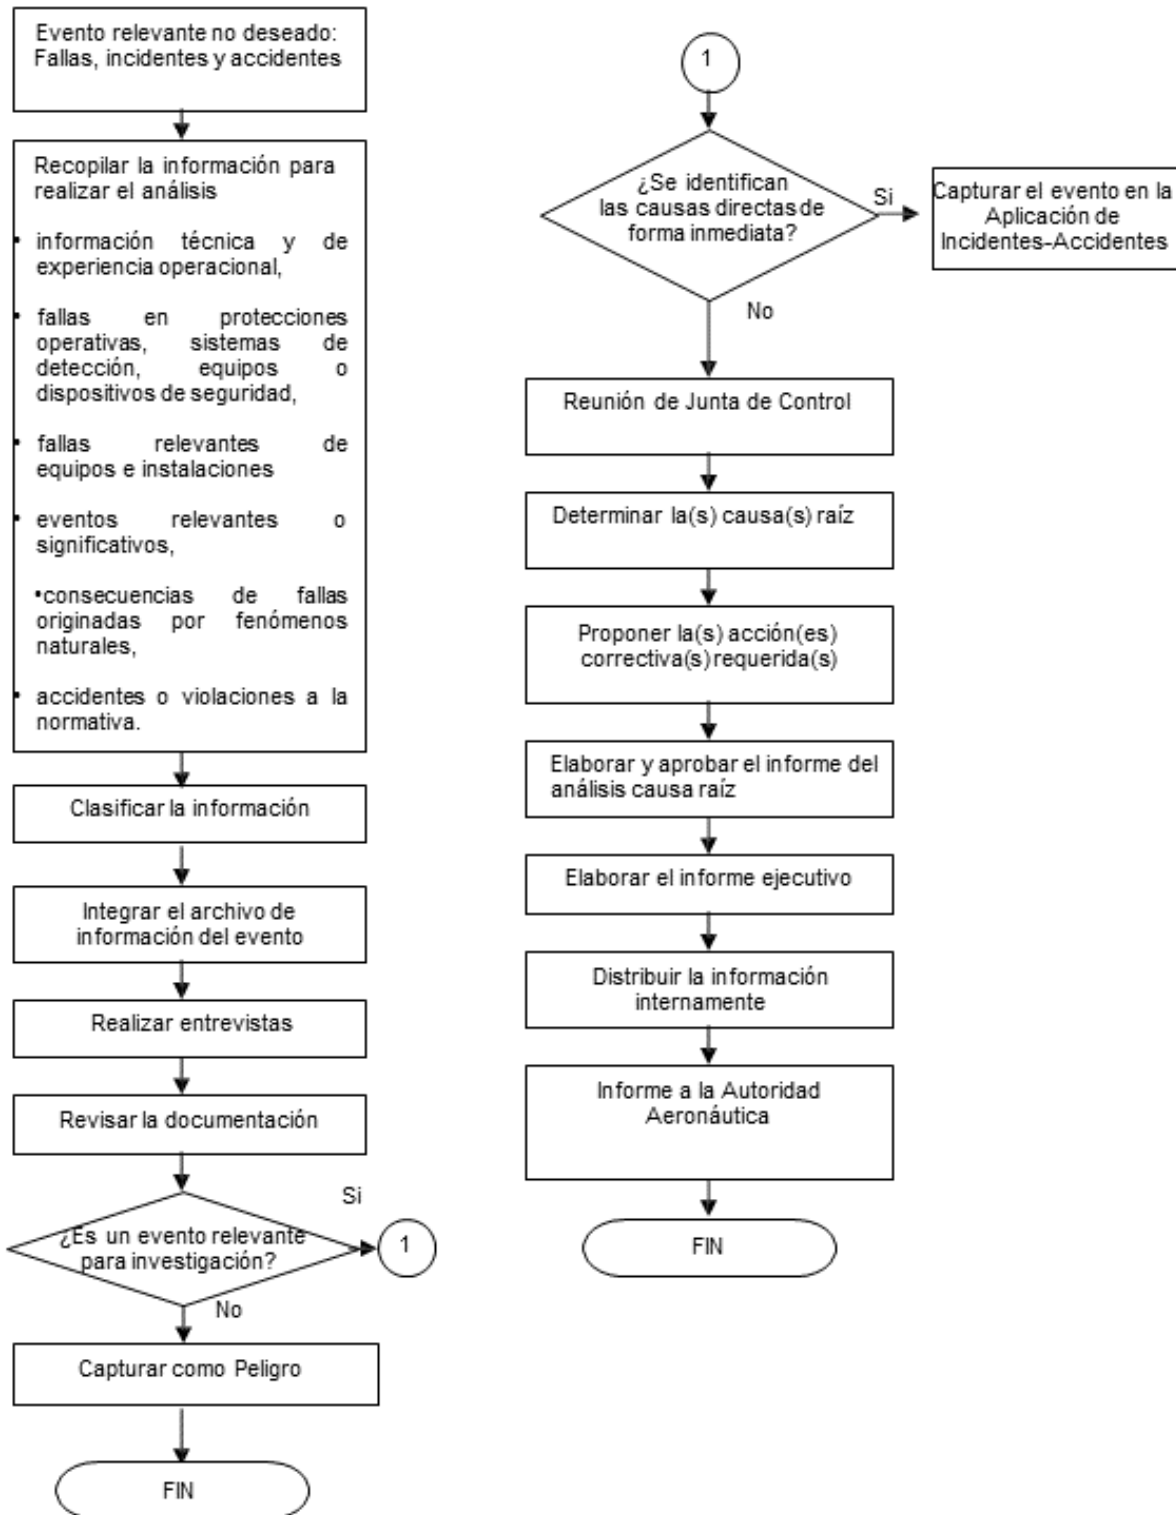 Evento relevante no deseado:
Fallas, incidentes y accidentes
Recopilar la información para
realizar el análisis
• información técnica y de
experiencia operacional,
• fallas en protecciones
operativas, sistemas de
detección, equipos o
dispositivos de seguridad,
• fallas relevantes de
equipos e instalaciones
• eventos relevantes o
significativos,
•consecuencias de fallas
originadas por fenómenos
naturales,
• accidentes o violaciones a la
normativa.
Clasificar la información
Integrar el archivo de
información del evento
Realizar entrevistas
Revisar la documentación
¿Es un evento relevante
para investigación?
Si
1
No
Capturar como Peligro
FIN
1
¿Se identifican
las causas directas de
forma inmediata?
Si
Capturar el evento en la
Aplicación de
Incidentes-Accidentes
No
Reunión de Junta de Control
Determinar la(s) causa(s) raíz
Proponer la(s) acción(es)
correctiva(s) requerida(s)
Elaborar y aprobar el informe del
análisis causa raíz
Elaborar el informe ejecutivo
Distribuir la información
internamente
Informe a la Autoridad
Aeronáutica
FIN